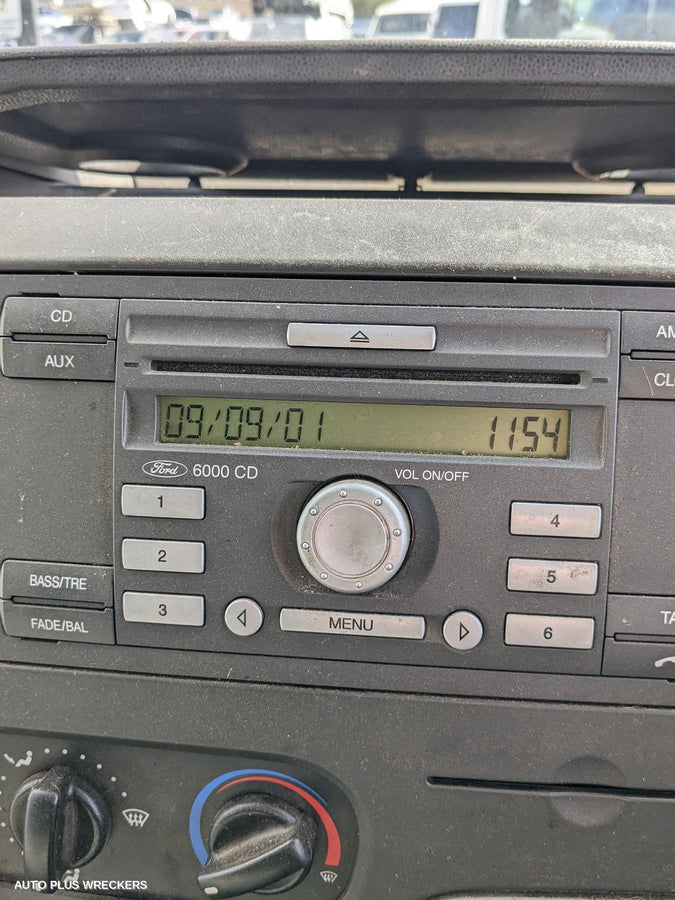 CD
AUX
AM
CLO
09/09/01 1154
Ford 6000 CD
VOL ON/OFF
1
2
3
4
5
6
MENU
BASS/TRE
FADE/BAL
TA
AUTO PLUS WRECKERS